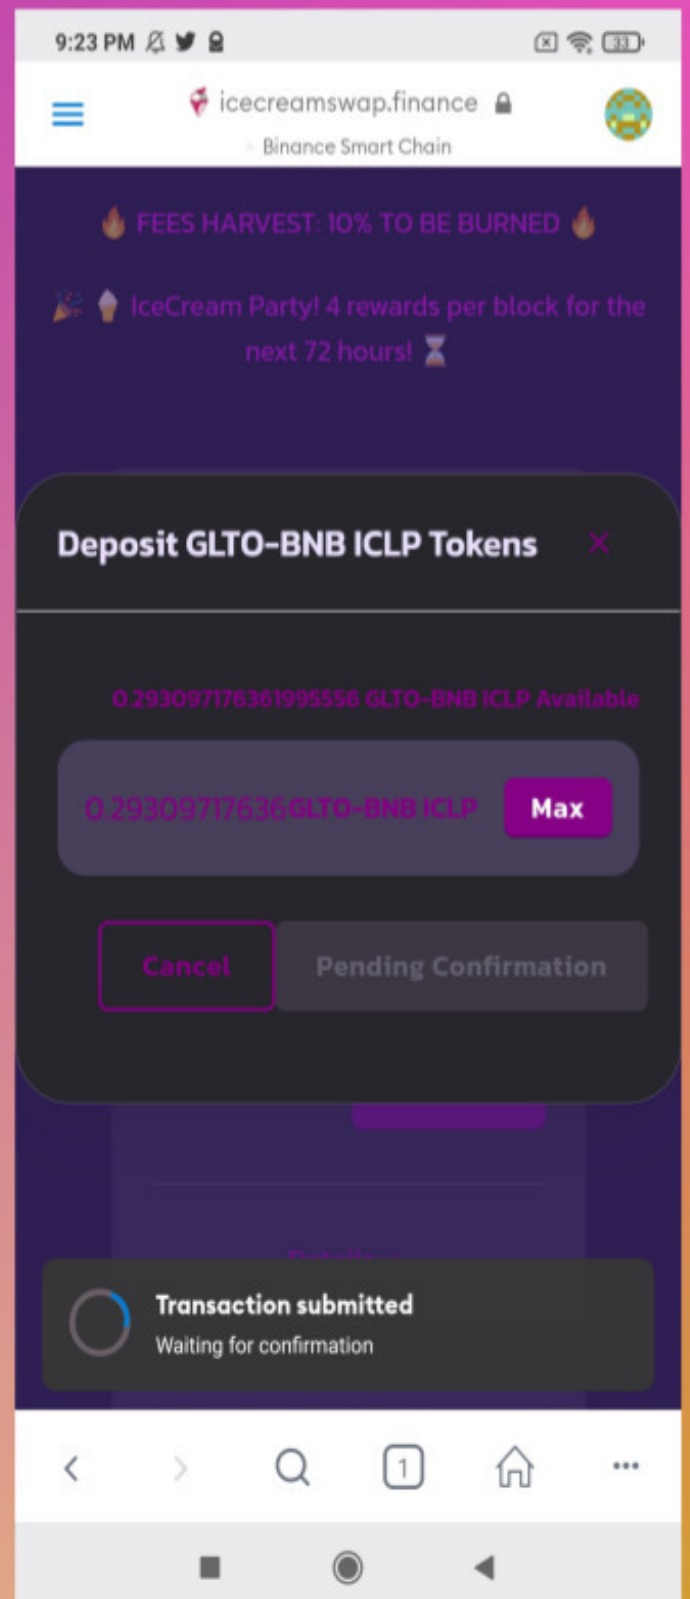 9:23 PM
33
icecreamswap.finance
Binance Smart Chain
🔥 FEES HARVEST: 10% TO BE BURNED 🔥
🎉 🍦 IceCream Party! 4 rewards per block for the
next 72 hours! ⏳
Deposit GLTO-BNB ICLP Tokens
0.293097176361995556 GLTO-BNB ICLP Available
0.29309717636GLTO-BNB ICLP
Max
Cancel
Pending Confirmation
Details
Transaction submitted
Waiting for confirmation
1